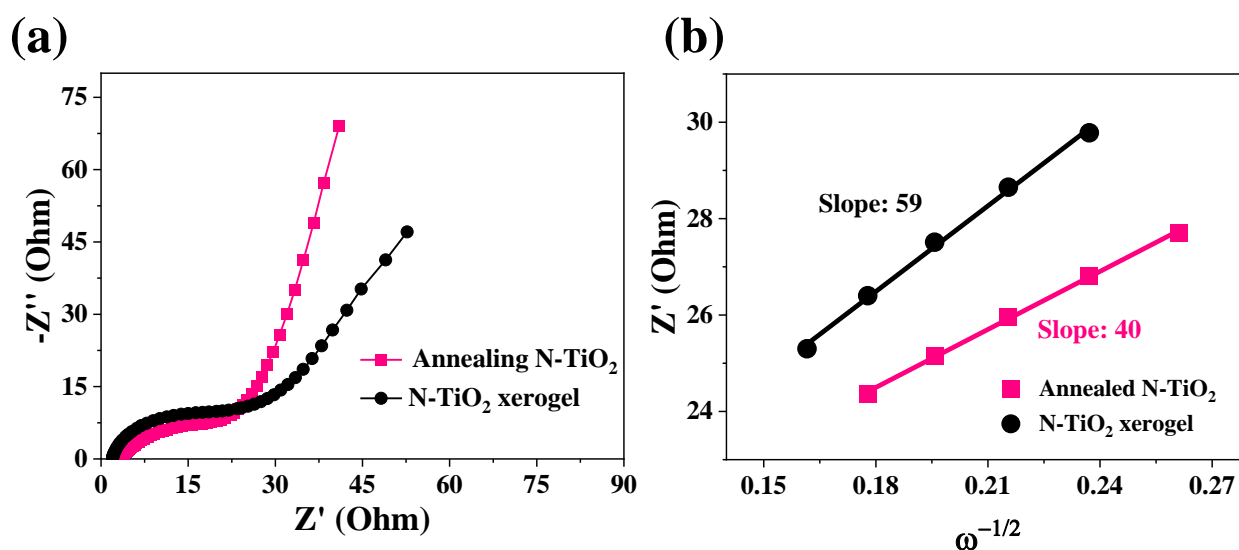 (a)
75
60
45
30
15
0
-Z'' (Ohm)
Annealing N-TiO₂
N-TiO₂ xerogel
0 15 30 45 60 75 90
Z' (Ohm)
(b)
30
28
26
24
Z' (Ohm)
Slope: 59
Slope: 40
Annealed N-TiO₂
N-TiO₂ xerogel
0.15 0.18 0.21 0.24 0.27
ω⁻¹/²